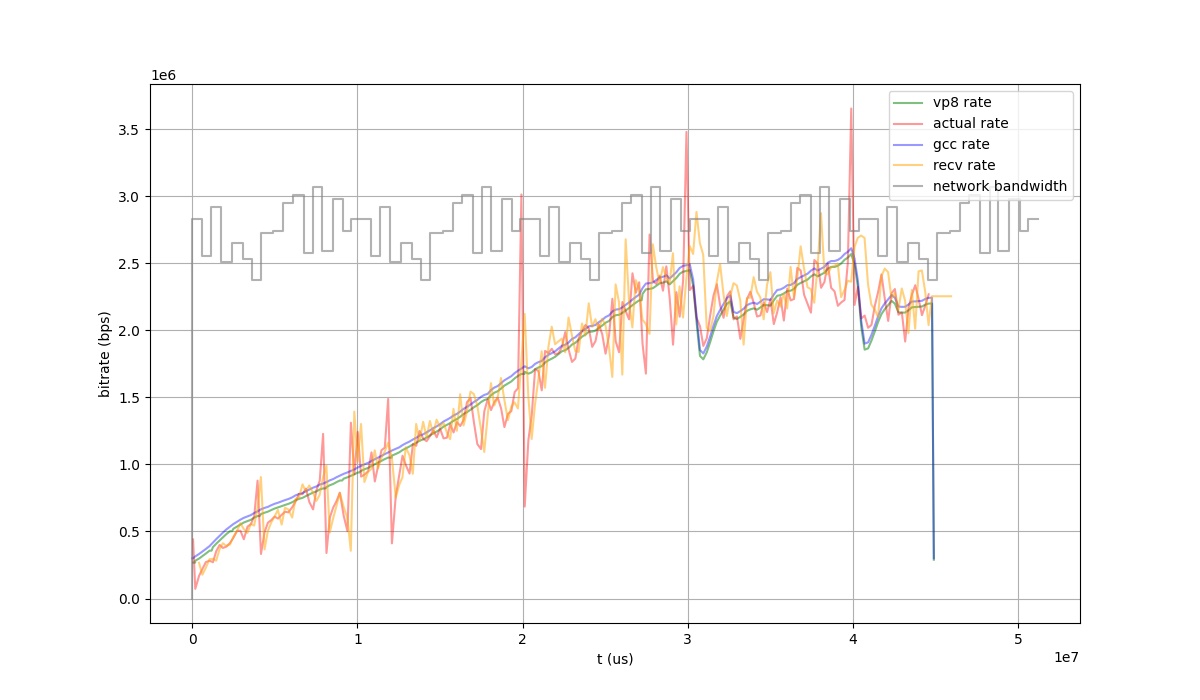 1e6
3.5
3.0
2.5
2.0
1.5
1.0
0.5
0.0
bitrate (bps)
vp8 rate
actual rate
gcc rate
recv rate
network bandwidth
0
1
2
3
4
5
t (us)
1e7